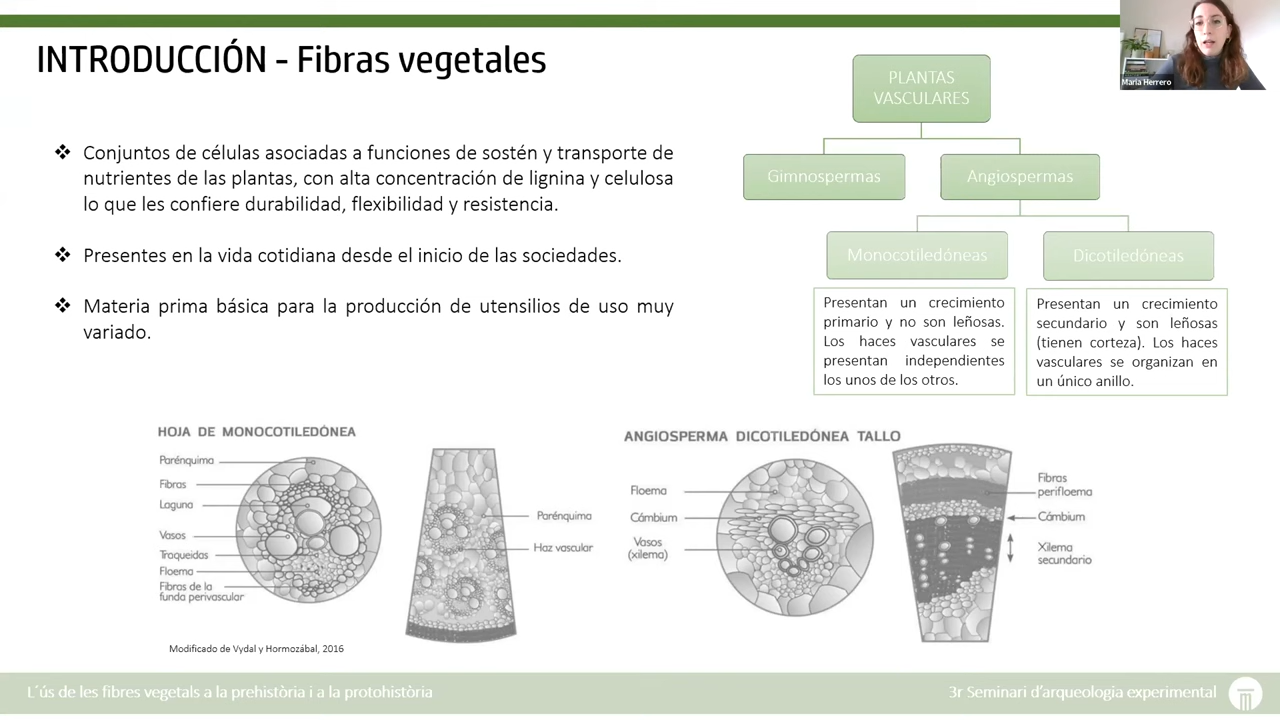 INTRODUCCIÓN - Fibras vegetales
Maria Herrero
❖ Conjuntos de células asociadas a funciones de sostén y transporte de
nutrientes de las plantas, con alta concentración de lignina y celulosa
lo que les confiere durabilidad, flexibilidad y resistencia.
❖ Presentes en la vida cotidiana desde el inicio de las sociedades.
❖ Materia prima básica para la producción de utensilios de uso muy
variado.
PLANTAS
VASCULARES
Gimnospermas
Angiospermas
Monocotiledóneas
Dicotiledóneas
Presentan un crecimiento
primario y no son leñosas.
Los haces vasculares se
presentan independientes
los unos de los otros.
Presentan un crecimiento
secundario y son leñosas
(tienen corteza). Los haces
vasculares se organizan en
un único anillo.
HOJA DE MONOCOTILEDÓNEA
Parénquima
Fibras
Laguna
Vasos
Traqueidas
Floema
Fibras de la
funda perivascular
Parénquima
Haz vascular
ANGIOSPERMA DICOTILEDÓNEA TALLO
Floema
Cámbium
Vasos
(xilema)
Fibras
perifloema
Cámbium
Xilema
secundario
Modificado de Vydal y Hormozábal, 2016
L´ús de les fibres vegetals a la prehistòria i a la protohistòria
3r Seminari d'arqueologia experimental